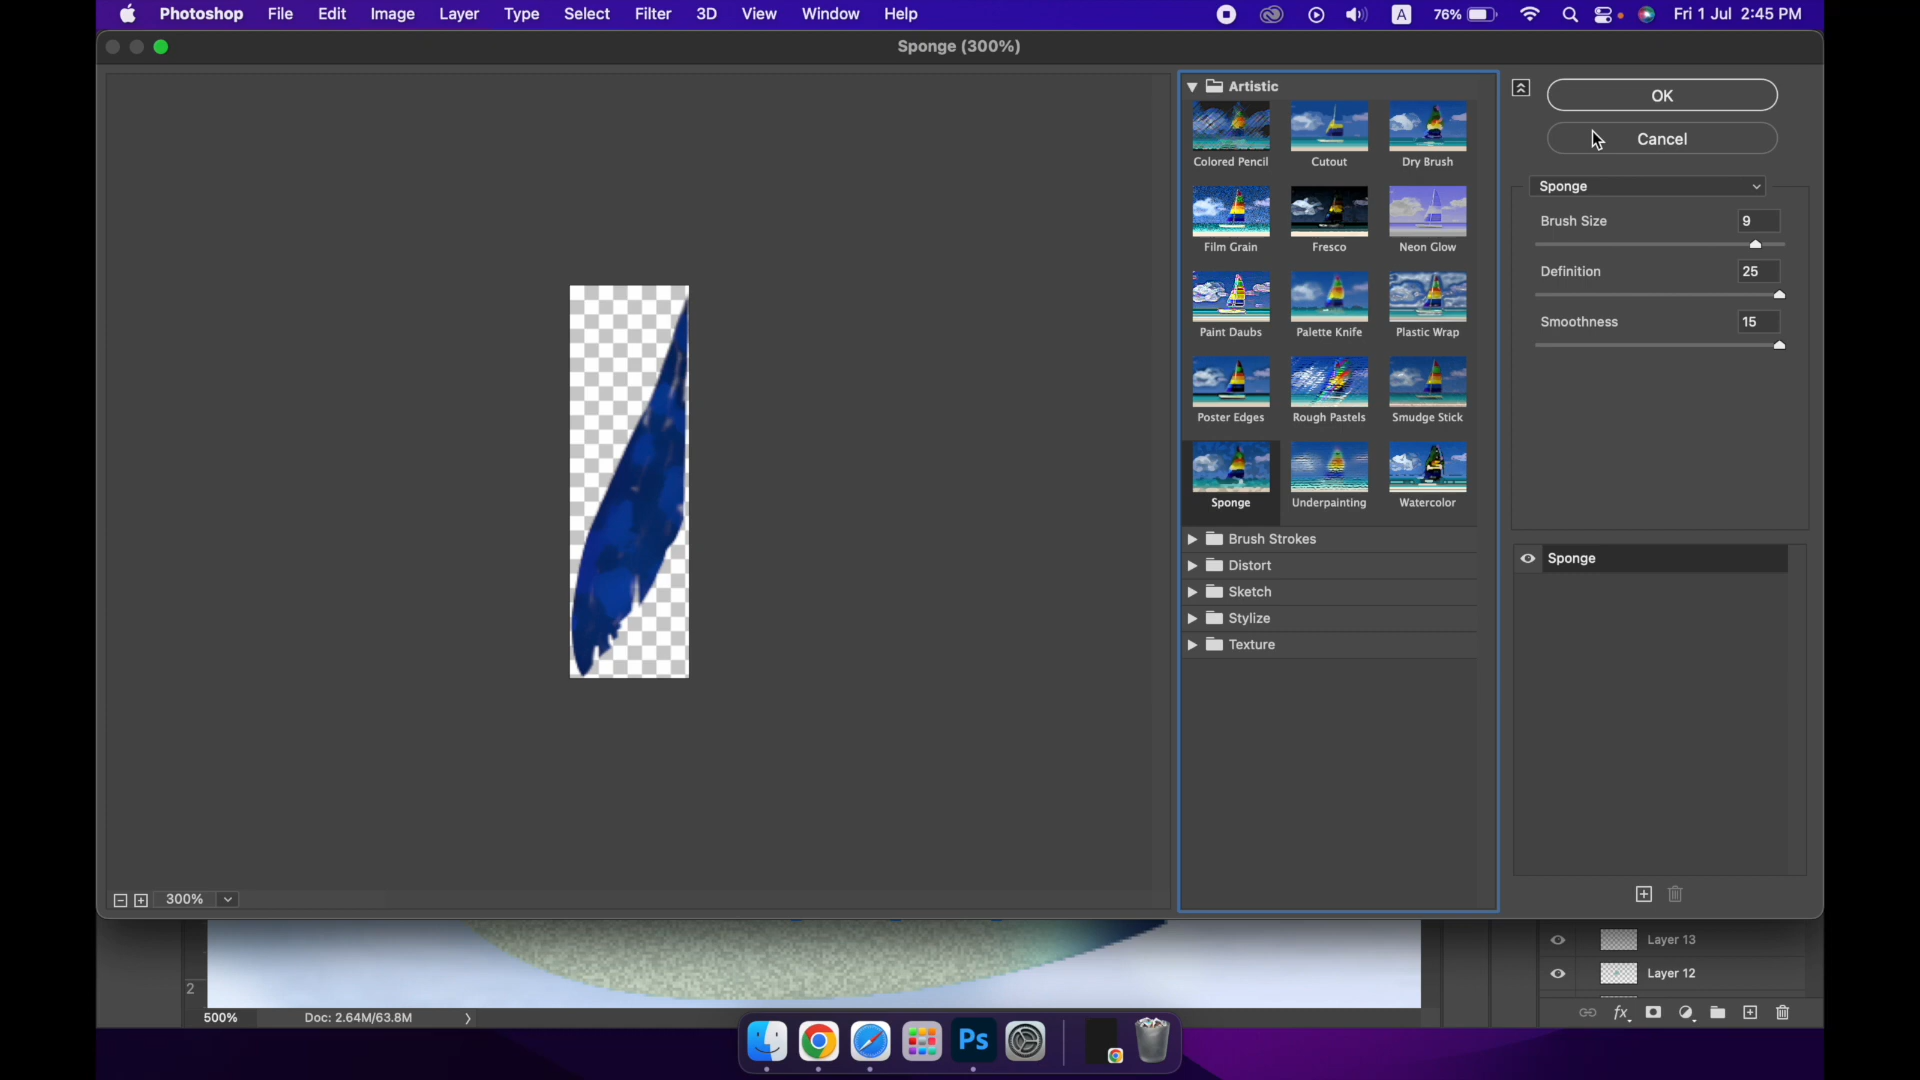 Photoshop File Edit Image Layer Type Select Filter 3D View Window Help A 76% Fri 1 Jul 2:45 PM
Sponge (300%)
Artistic
Colored Pencil Cutout Dry Brush
Film Grain Fresco Neon Glow
Paint Daubs Palette Knife Plastic Wrap
Poster Edges Rough Pastels Smudge Stick
Sponge Underpainting Watercolor
Brush Strokes
Distort
Sketch
Stylize
Texture
OK
Cancel
Sponge
Brush Size 9
Definition 25
Smoothness 15
Sponge
300%
Layer 13
Layer 12
2
500% Doc: 2.64M/63.8M
fx
Ps